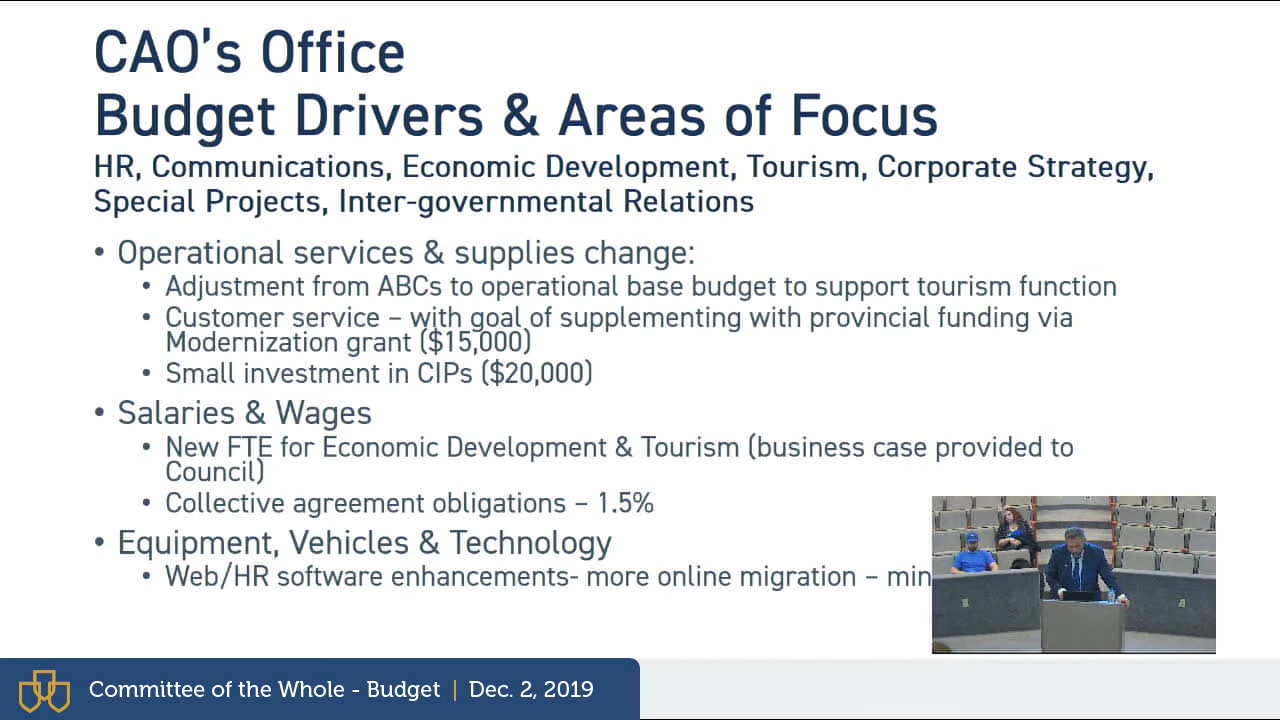 CAO's Office
Budget Drivers & Areas of Focus
HR, Communications, Economic Development, Tourism, Corporate Strategy,
Special Projects, Inter-governmental Relations
• Operational services & supplies change:
• Adjustment from ABCs to operational base budget to support tourism function
• Customer service – with goal of supplementing with provincial funding via
Modernization grant ($15,000)
• Small investment in CIPs ($20,000)
• Salaries & Wages
• New FTE for Economic Development & Tourism (business case provided to
Council)
• Collective agreement obligations – 1.5%
• Equipment, Vehicles & Technology
• Web/HR software enhancements- more online migration –
Committee of the Whole - Budget | Dec. 2, 2019